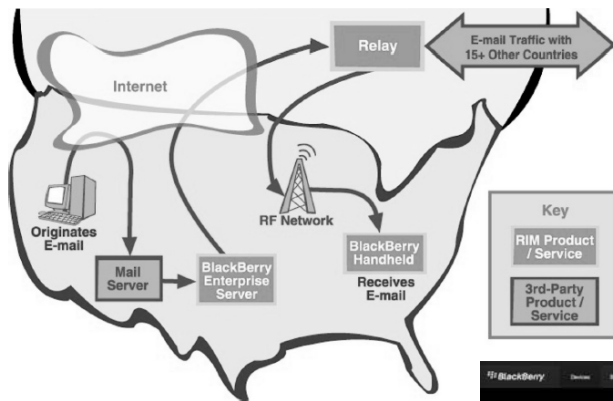 Relay
E-mail Traffic with
15+ Other Countries
Internet
Originates
E-mail
RF Network
Mail
Server
BlackBerry
Enterprise
Server
BlackBerry
Handheld
Receives
E-mail
Key
RIM Product
/ Service
3rd-Party
Product /
Service
BlackBerry
Devices